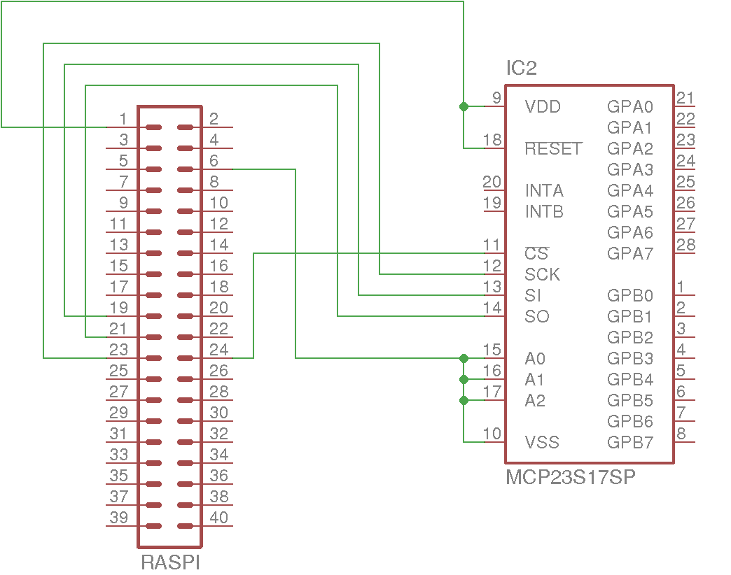 IC2
1 2
3 4
5 6
7 8
9 10
11 12
13 14
15 16
17 18
19 20
21 22
23 24
25 26
27 28
29 30
31 32
33 34
35 36
37 38
39 40
RASPI
9 VDD GPA0 21
GPA1 22
18 RESET GPA2 23
GPA3 24
20 INTA GPA4 25
19 INTB GPA5 26
GPA6 27
11 CS GPA7 28
12 SCK
13 SI GPB0 1
14 SO GPB1 2
GPB2 3
15 A0 GPB3 4
16 A1 GPB4 5
17 A2 GPB5 6
GPB6 7
10 VSS GPB7 8
MCP23S17SP